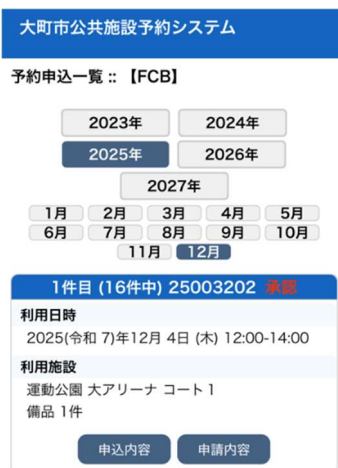 大町市公共施設予約システム
予約申込一覧 :: 【FCB】
2023年 2024年
2025年 2026年
2027年
1月 2月 3月 4月 5月
6月 7月 8月 9月 10月
11月 12月
1件目 (16件中) 25003202 承認
利用日時
2025(令和 7)年12月 4日 (木) 12:00-14:00
利用施設
運動公園 大アリーナ コート1
備品 1件
申込内容 申請内容